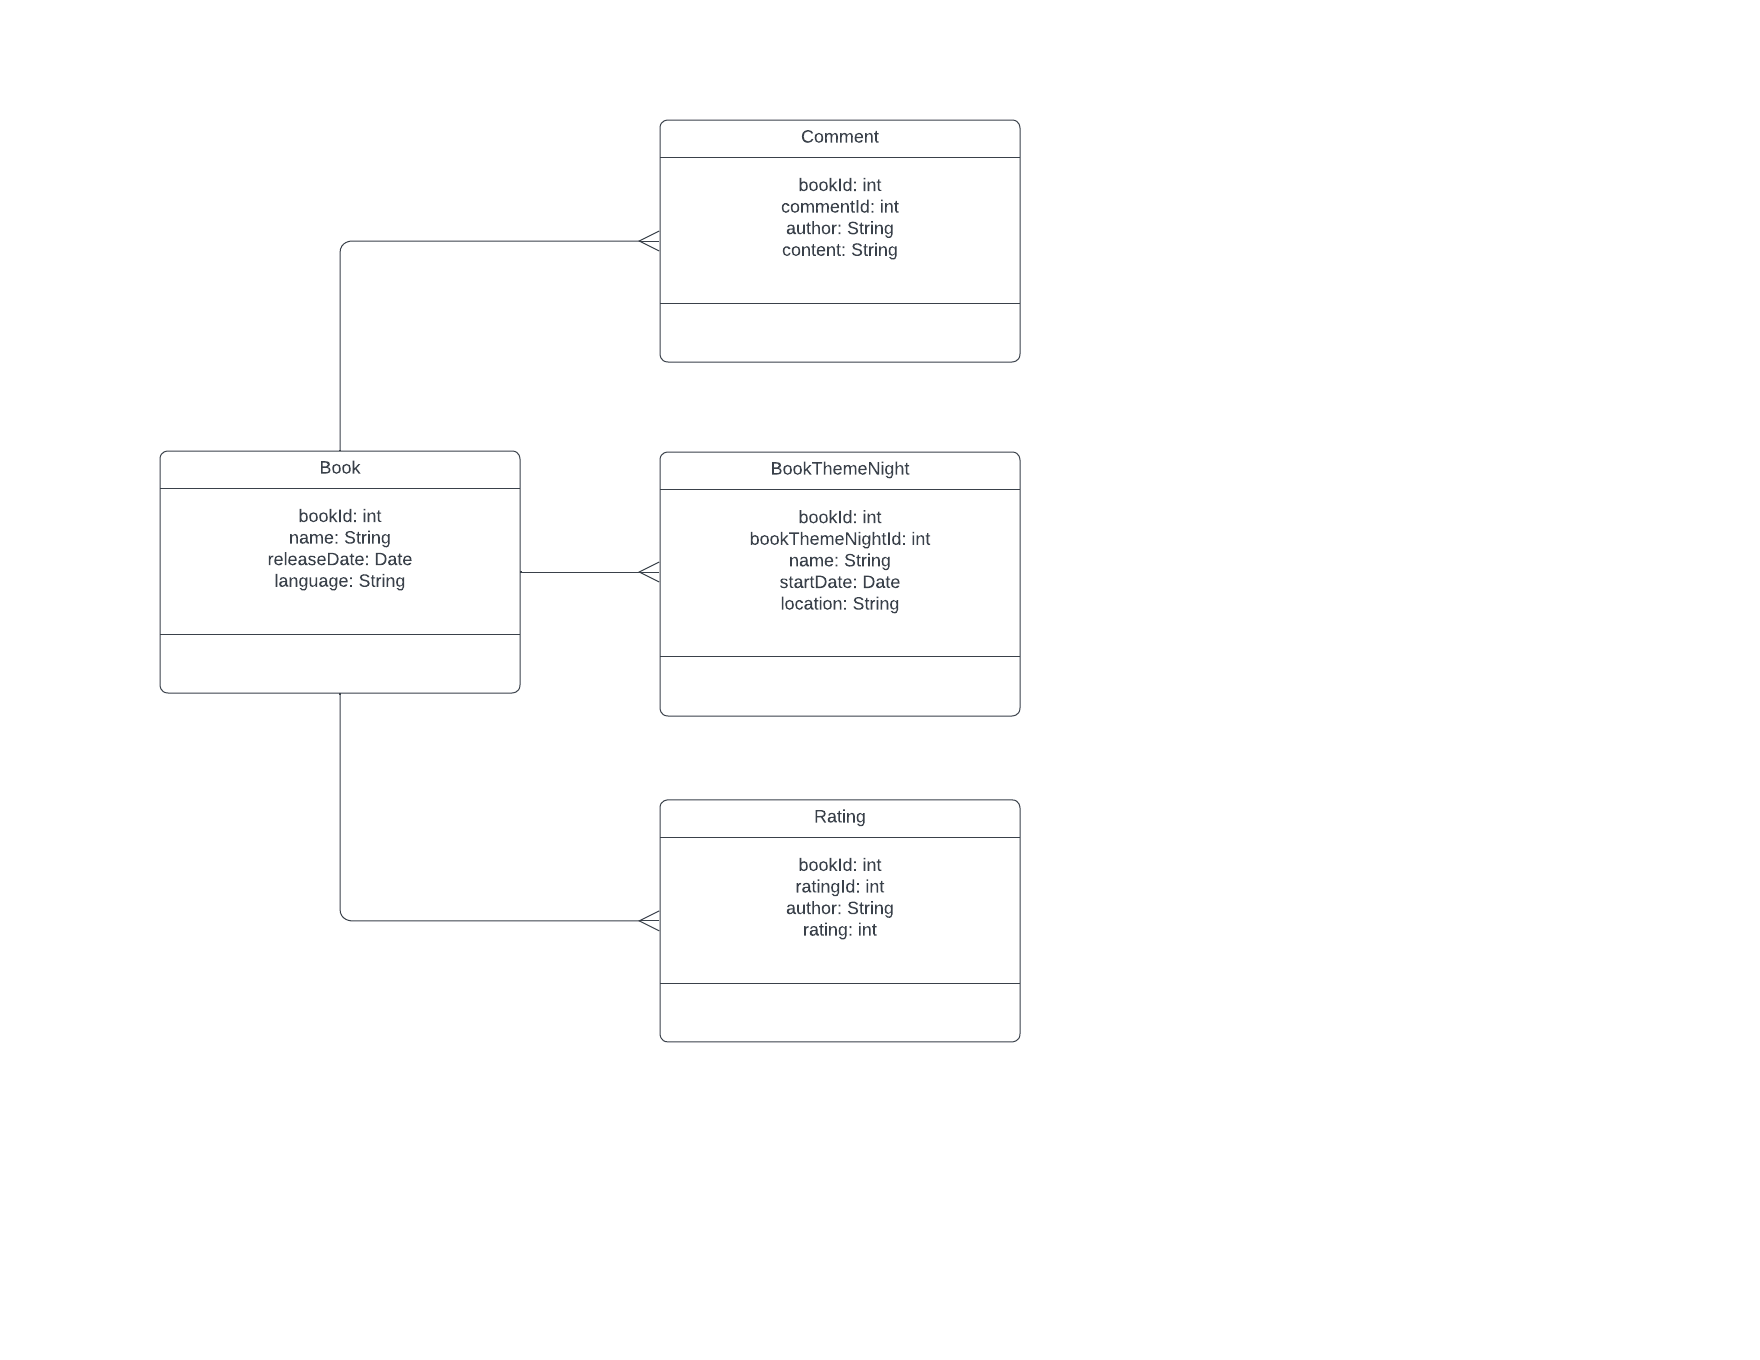 Comment
bookId: int
commentId: int
author: String
content: String
Book
bookId: int
name: String
releaseDate: Date
language: String
BookThemeNight
bookId: int
bookThemeNightId: int
name: String
startDate: Date
location: String
Rating
bookId: int
ratingId: int
author: String
rating: int